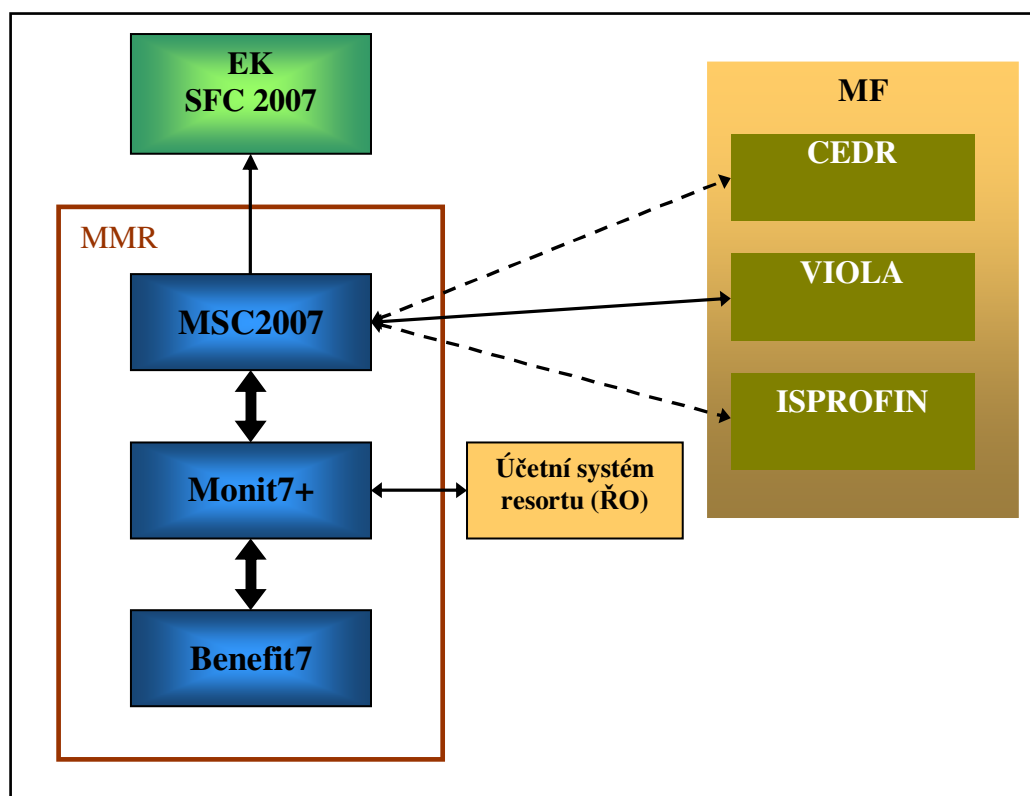 EK
SFC 2007
MF
CEDR
MMR
VIOLA
MSC2007
ISPROFIN
Monit7+
Účetní systém
resortu (ŘO)
Benefit7